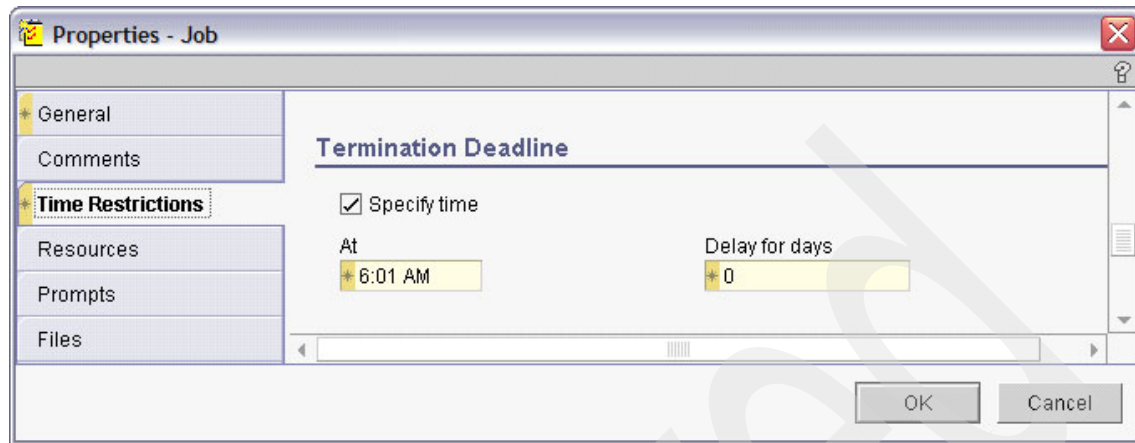 Properties - Job
General
Comments
Time Restrictions
Resources
Prompts
Files
Termination Deadline
Specify time
At
Delay for days
6:01 AM
0
OK
Cancel